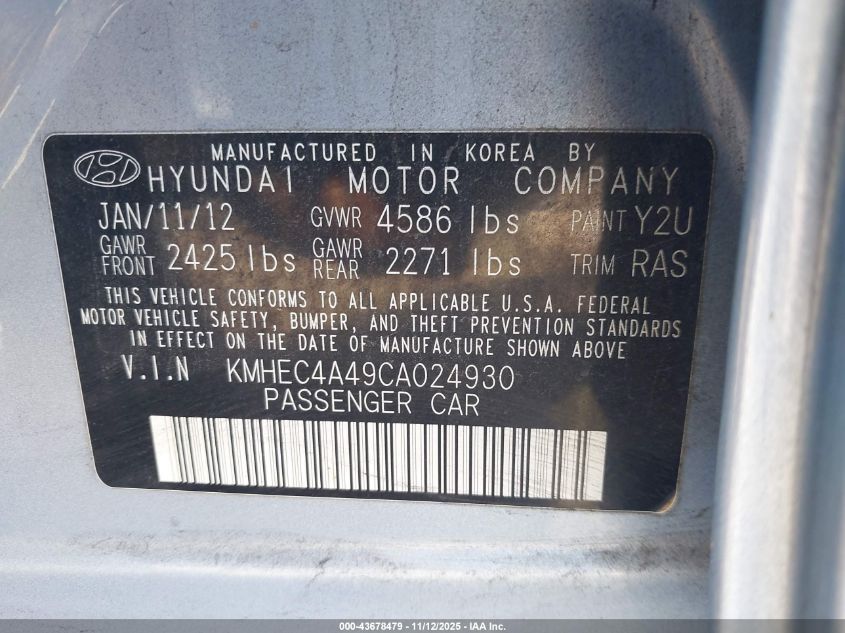 MANUFACTURED IN KOREA BY
HYUNDAI MOTOR COMPANY
JAN/11/12 GVWR 4586 lbs PAINT Y2U
GAWR FRONT 2425 lbs GAWR REAR 2271 lbs TRIM RAS
THIS VEHICLE CONFORMS TO ALL APPLICABLE U.S.A. FEDERAL
MOTOR VEHICLE SAFETY, BUMPER, AND THEFT PREVENTION STANDARDS
IN EFFECT ON THE DATE OF MANUFACTURE SHOWN ABOVE
V.I.N KMHEC4A49CA024930
PASSENGER CAR
000-43678479 - 11/12/2025 - IAA Inc.